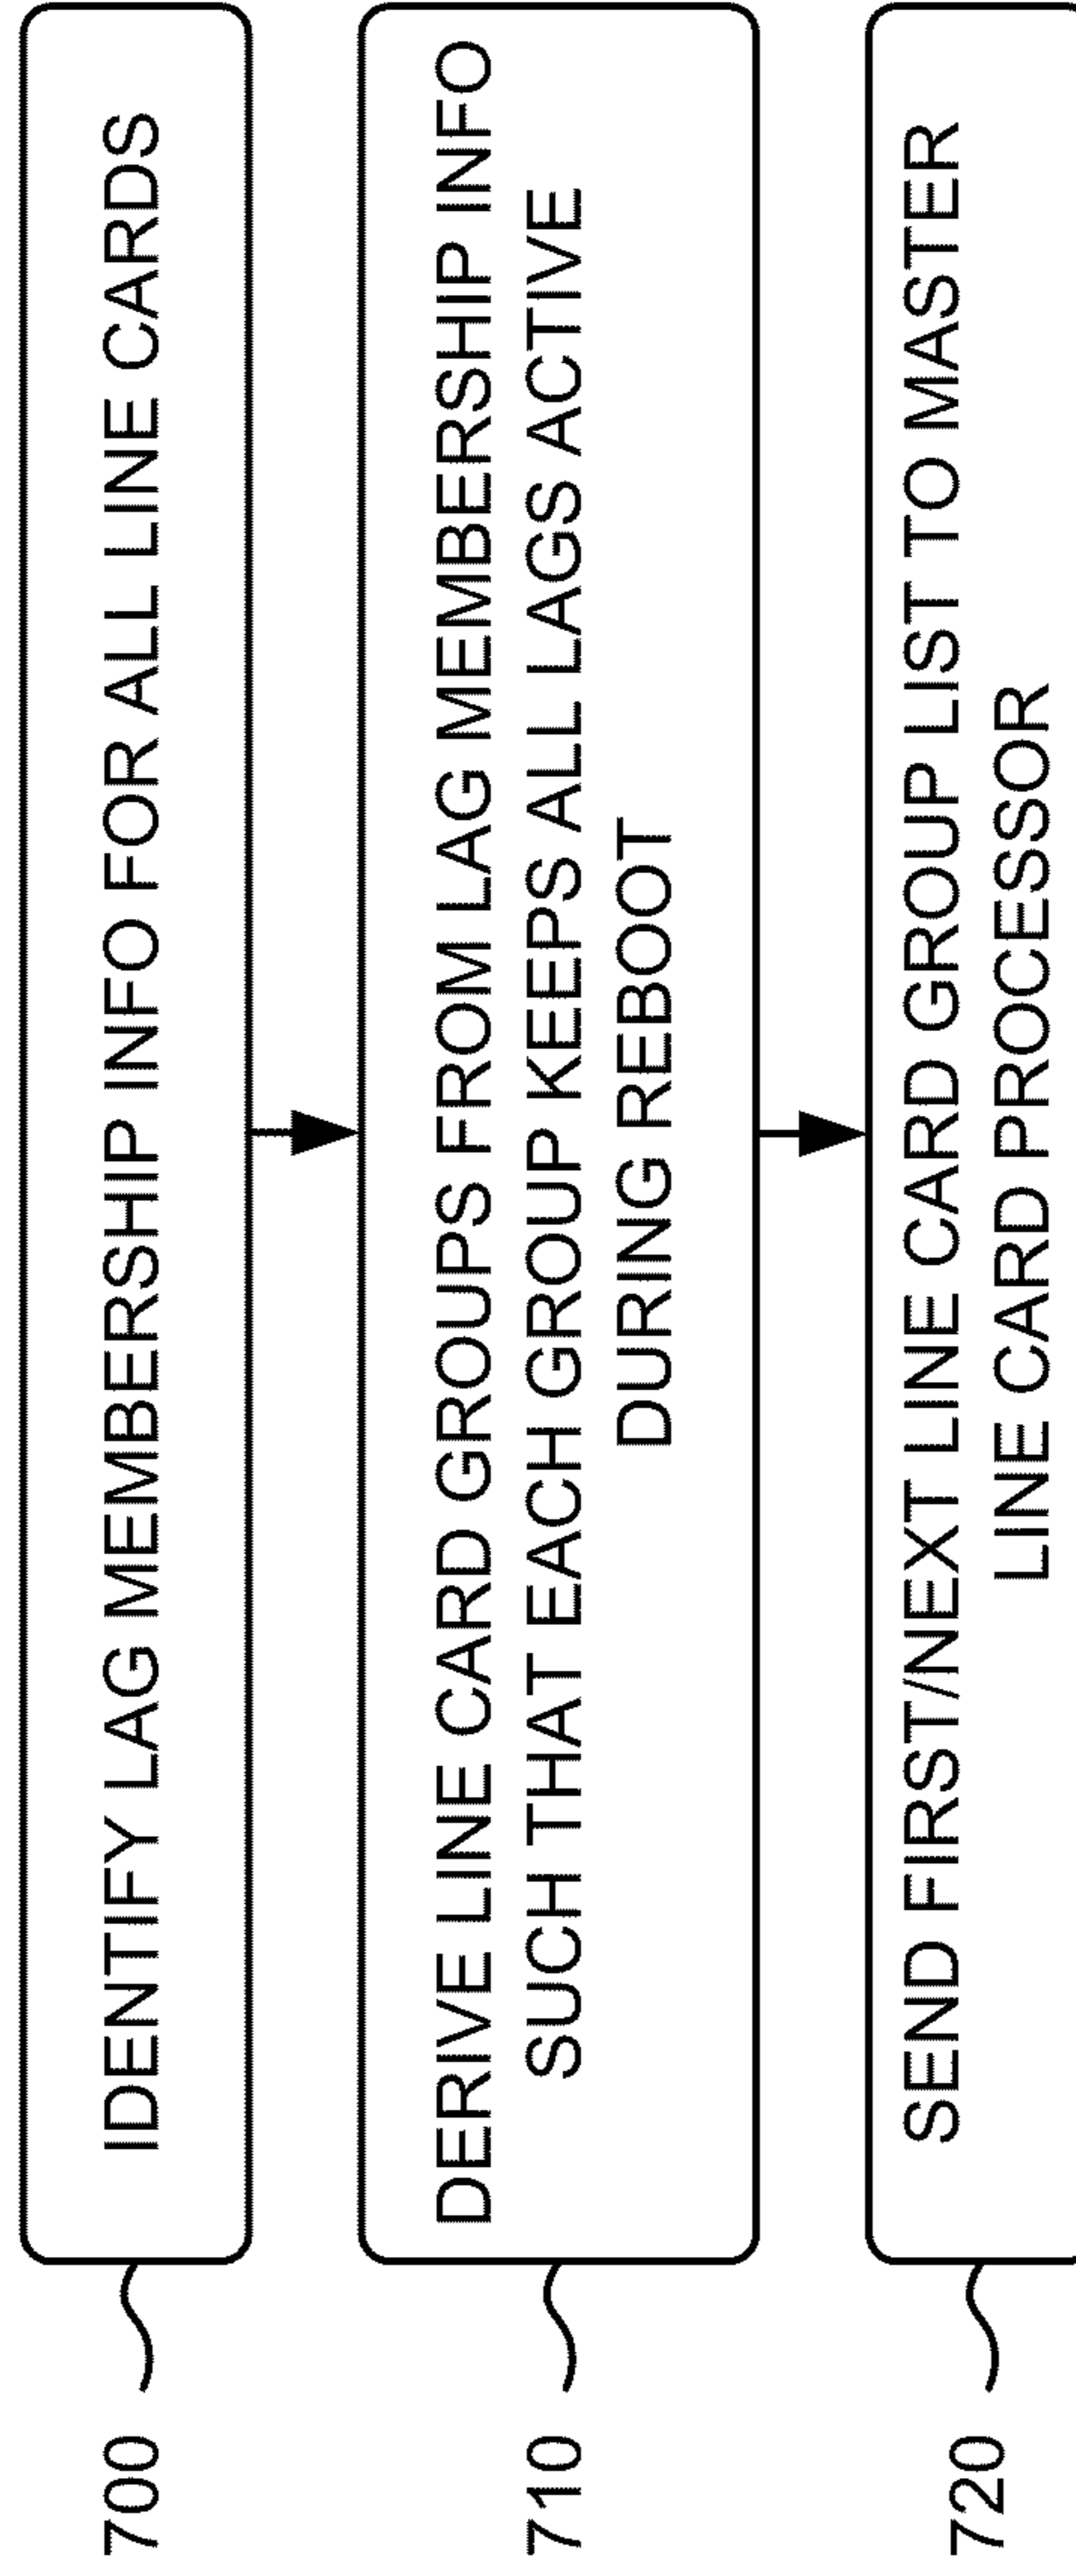 700
IDENTIFY LAG MEMBERSHIP INFO FOR ALL LINE CARDS
710
DERIVE LINE CARD GROUPS FROM LAG MEMBERSHIP INFO
SUCH THAT EACH GROUP KEEPS ALL LAGS ACTIVE
DURING REBOOT
720
SEND FIRST/NEXT LINE CARD GROUP LIST TO MASTER
LINE CARD PROCESSOR